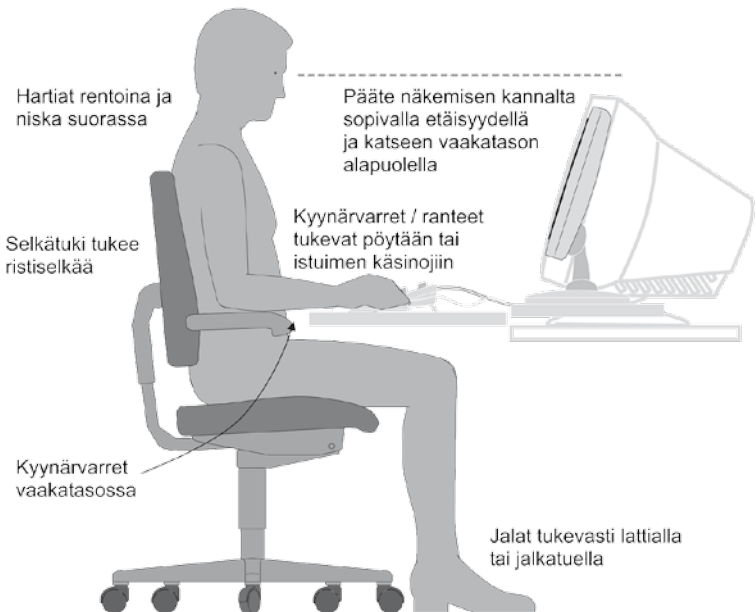 Hartiat rentoina ja
niska suorassa
Pääte näkemisen kannalta
sopivalla etäisyydellä
ja katseen vaakatason
alapuolella
Selkätuki tukee
ristiselkää
Kyynärvarret / ranteet
tukevat pöytään tai
istuimen käsinojiin
Kyynärvarret
vaakatasossa
Jalat tukevasti lattialla
tai jalkatuella